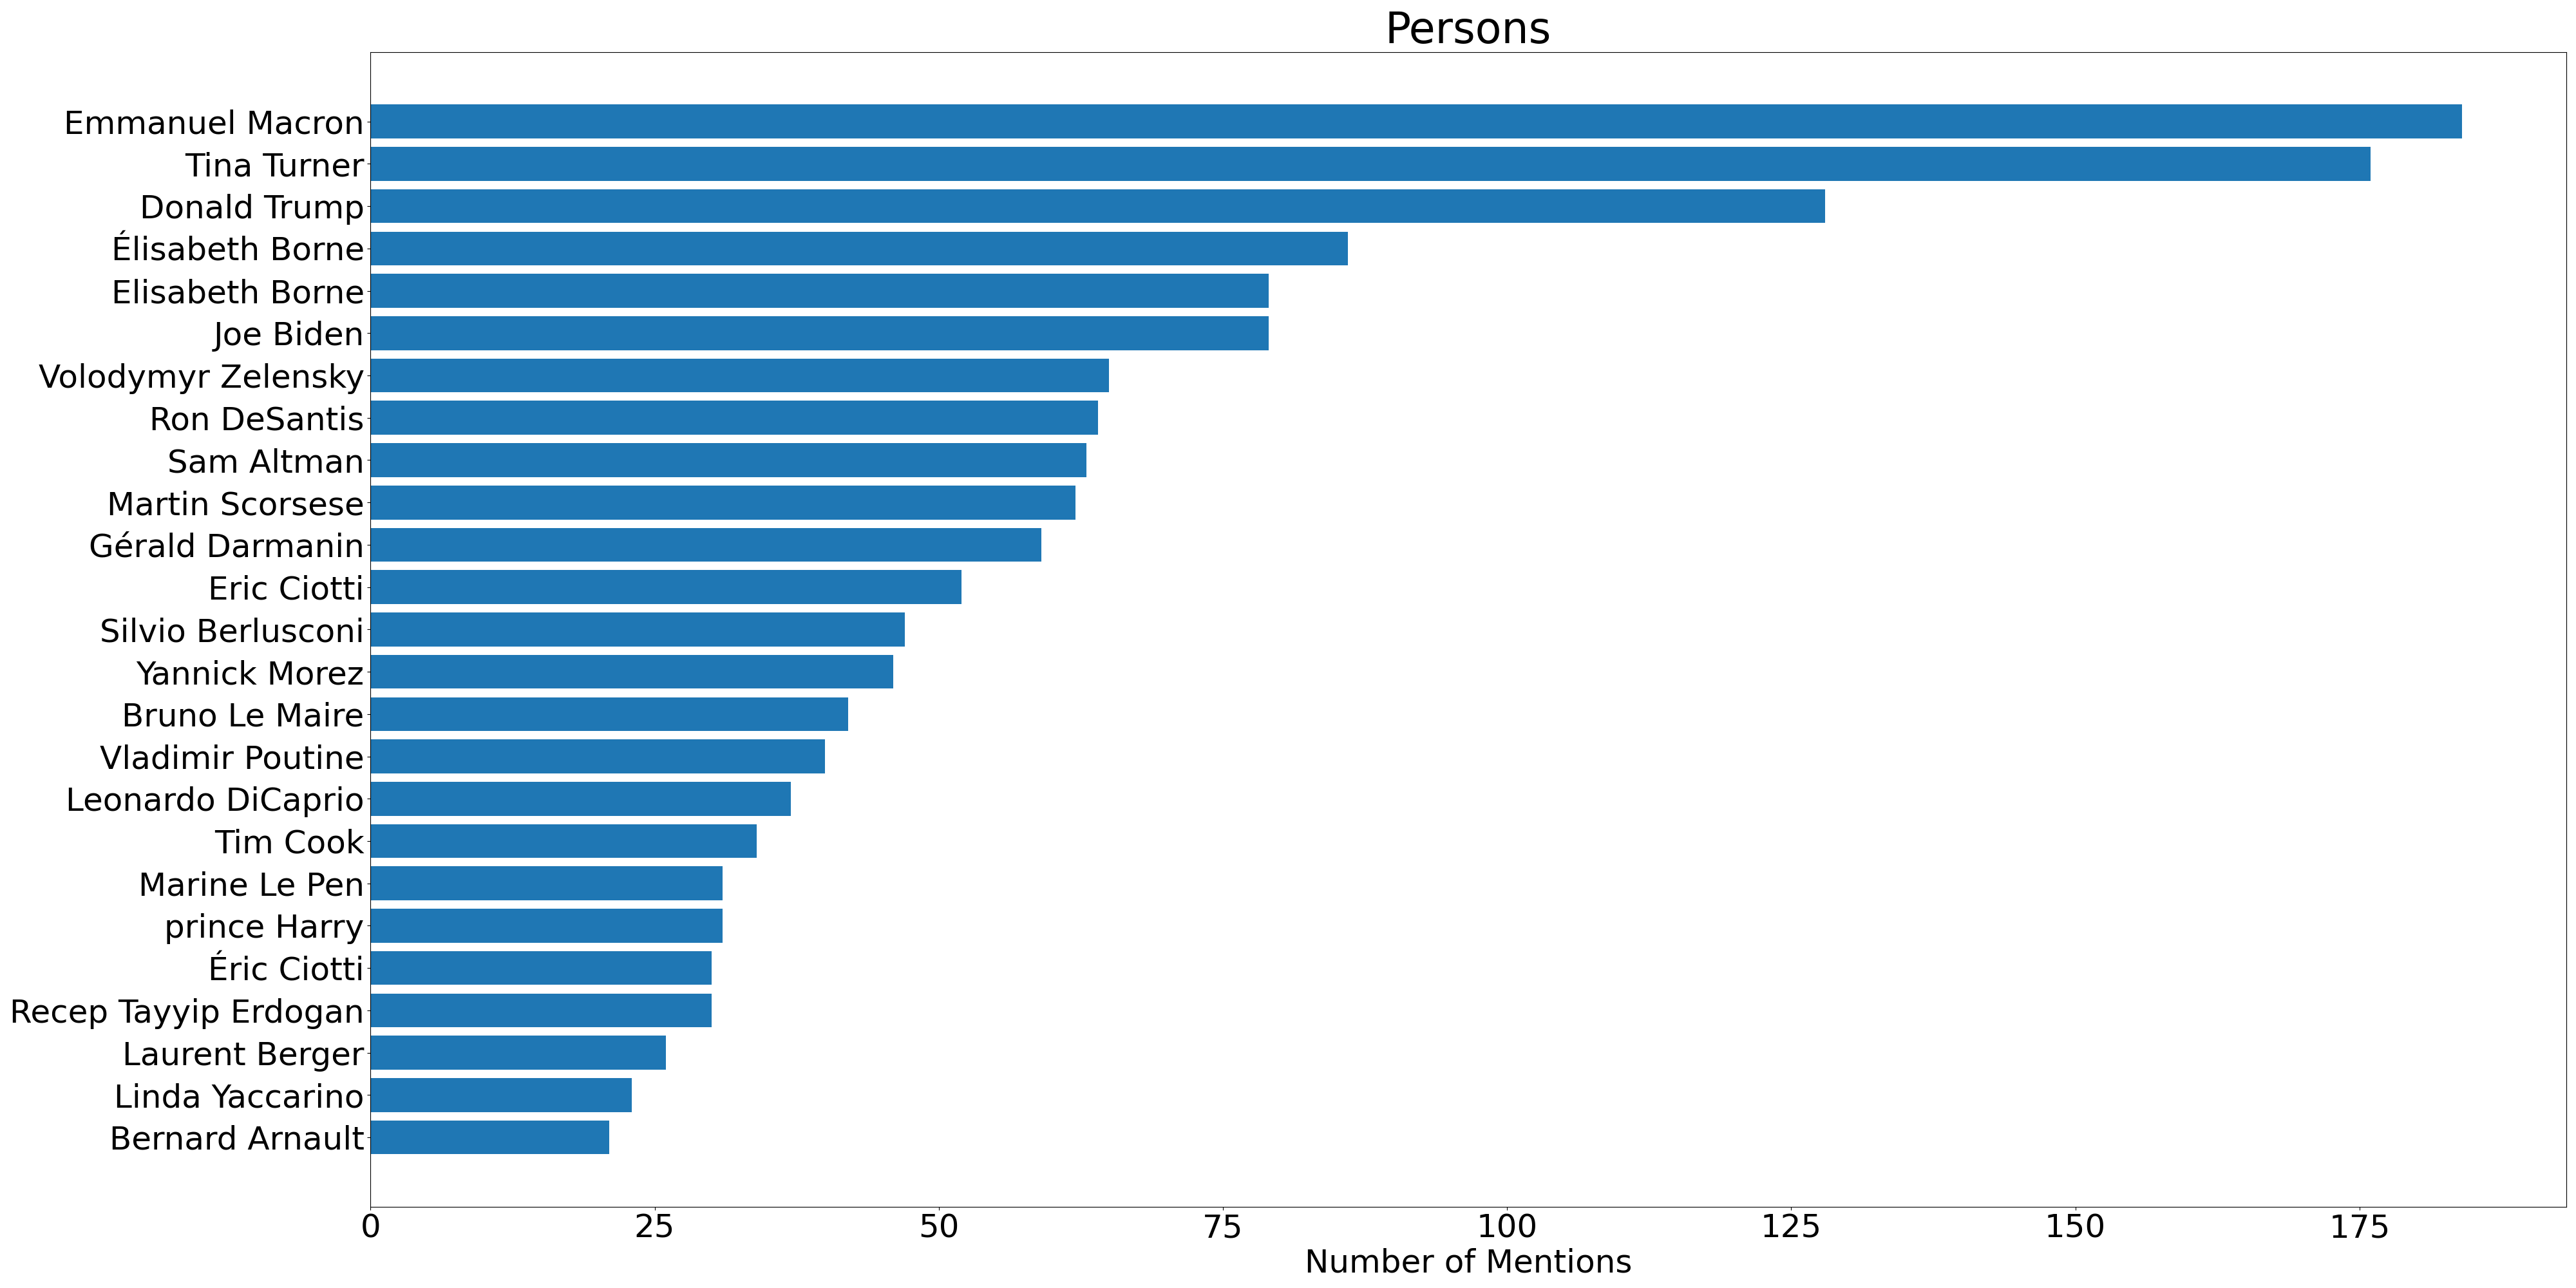 Persons
Emmanuel Macron
Tina Turner
Donald Trump
Élisabeth Borne
Elisabeth Borne
Joe Biden
Volodymyr Zelensky
Ron DeSantis
Sam Altman
Martin Scorsese
Gérald Darmanin
Eric Ciotti
Silvio Berlusconi
Yannick Morez
Bruno Le Maire
Vladimir Poutine
Leonardo DiCaprio
Tim Cook
Marine Le Pen
prince Harry
Éric Ciotti
Recep Tayyip Erdogan
Laurent Berger
Linda Yaccarino
Bernard Arnault
0 25 50 75 100 125 150 175
Number of Mentions